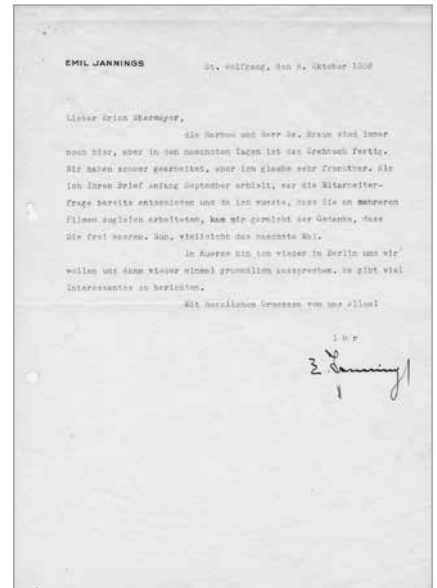 EMIL JANNINGS
St. Wolfgang, den 8. Oktober 1938
Lieber Erich Ebermayer,
die Harbou und Herr Dr. Braun sind immer
noch hier, aber in den naechsten Tagen ist das Drehbuch fertig.
Wir haben schwer gearbeitet, aber ich glaube sehr fruchtbar. Als
ich Ihren Brief Anfang September erhielt, war die Mitarbeiter-
frage bereits entschieden und da ich wusste, dass Sie an mehreren
Filmen zugleich arbeiteten, kam mir garnicht der Gedanke, dass
Sie frei waeren. Nun, vielleicht das naechste Mal.
In Kuerze bin ich wieder in Berlin und wir
wollen uns dann wieder einmal gruendlich aussprechen, es gibt viel
Interessantes zu berichten.
Mit herzlichen Gruessen von uns Allen!
Ihr
E. Jannings